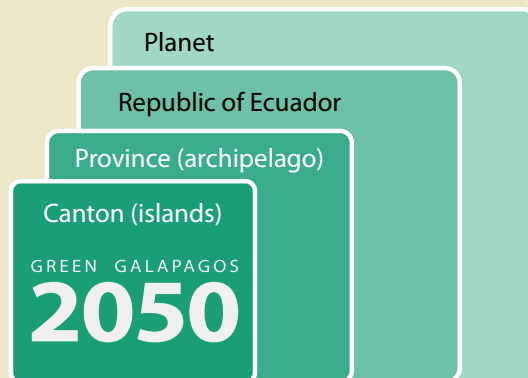 Planet
Republic of Ecuador
Province (archipelago)
Canton (islands)
GREEN GALAPAGOS
2050